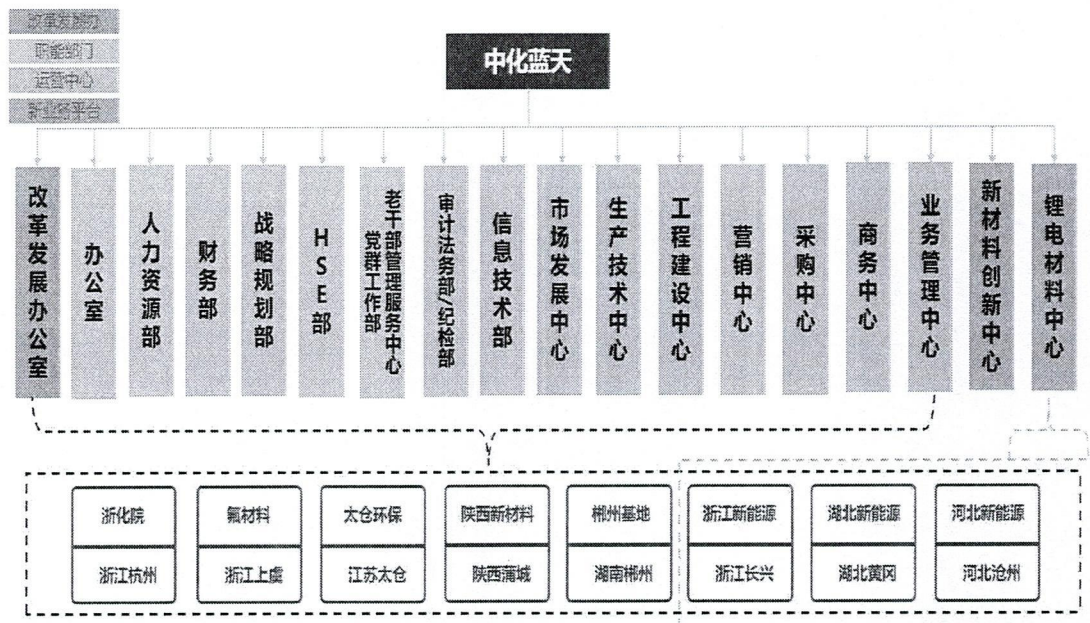 改革发展办
职能部门
运营中心
新业务平台
中化蓝天
改革发展办公室
办公室
人力资源部
财务部
战略规划部
HSE部
老干部管理服务中心
党群工作部
审计法务部/纪检部
信息技术部
市场发展中心
生产技术中心
工程建设中心
营销中心
采购中心
商务中心
业务管理中心
新材料创新中心
锂电材料中心
浙化院
氟材料
太仓环保
陕西新材料
郴州基地
浙江新能源
湖北新能源
河北新能源
浙江杭州
浙江上虞
江苏太仓
陕西蒲城
湖南郴州
浙江长兴
湖北黄冈
河北沧州